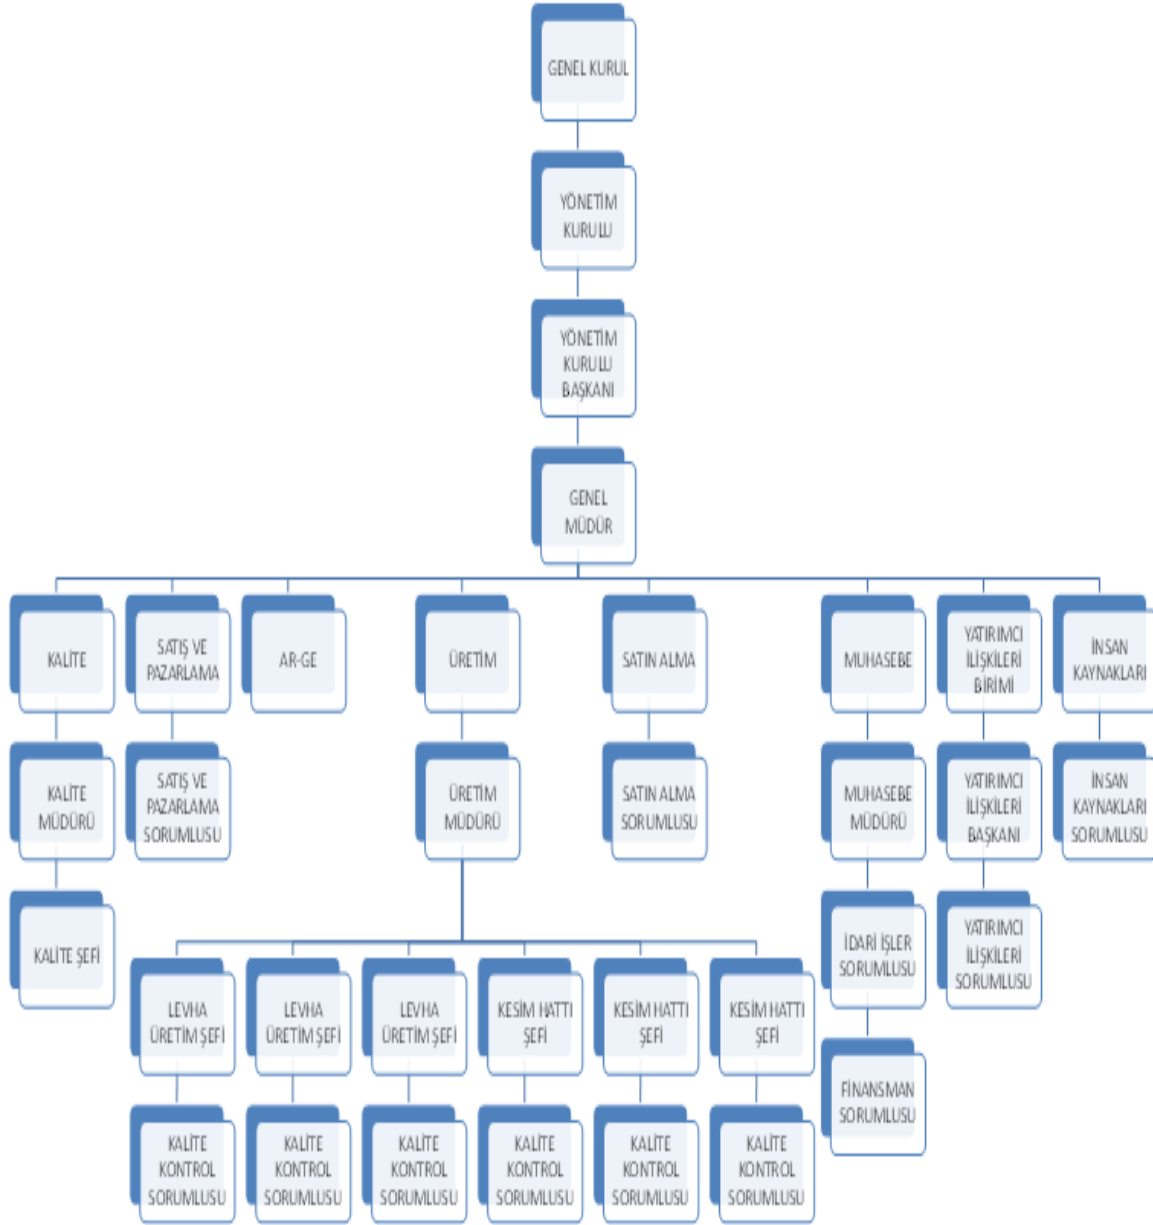 GENEL KURUL
YÖNETİM
KURULU
YÖNETİM
KURULU
BAŞKANI
GENEL
MÜDÜR
KALİTE
SATIŞ VE
PAZARLAMA
AR-GE
ÜRETİM
SATIN ALMA
MUHASEBE
YATIRIMCI
İLİŞKİLERİ
BİRİMİ
İNSAN
KAYNAKLARI
KALİTE
MÜDÜRÜ
SATIŞ VE
PAZARLAMA
SORUMLUSU
ÜRETİM
MÜDÜRÜ
SATIN ALMA
SORUMLUSU
MUHASEBE
MÜDÜRÜ
YATIRIMCI
İLİŞKİLERİ
BAŞKANI
İNSAN
KAYNAKLARI
SORUMLUSU
KALİTE ŞEFİ
İDARİ İŞLER
SORUMLUSU
YATIRIMCI
İLİŞKİLERİ
SORUMLUSU
LEVHA
ÜRETİM ŞEFİ
LEVHA
ÜRETİM ŞEFİ
LEVHA
ÜRETİM ŞEFİ
KESİM HATTI
ŞEFİ
KESİM HATTI
ŞEFİ
KESİM HATTI
ŞEFİ
FİNANSMAN
SORUMLUSU
KALİTE
KONTROL
SORUMLUSU
KALİTE
KONTROL
SORUMLUSU
KALİTE
KONTROL
SORUMLUSU
KALİTE
KONTROL
SORUMLUSU
KALİTE
KONTROL
SORUMLUSU
KALİTE
KONTROL
SORUMLUSU